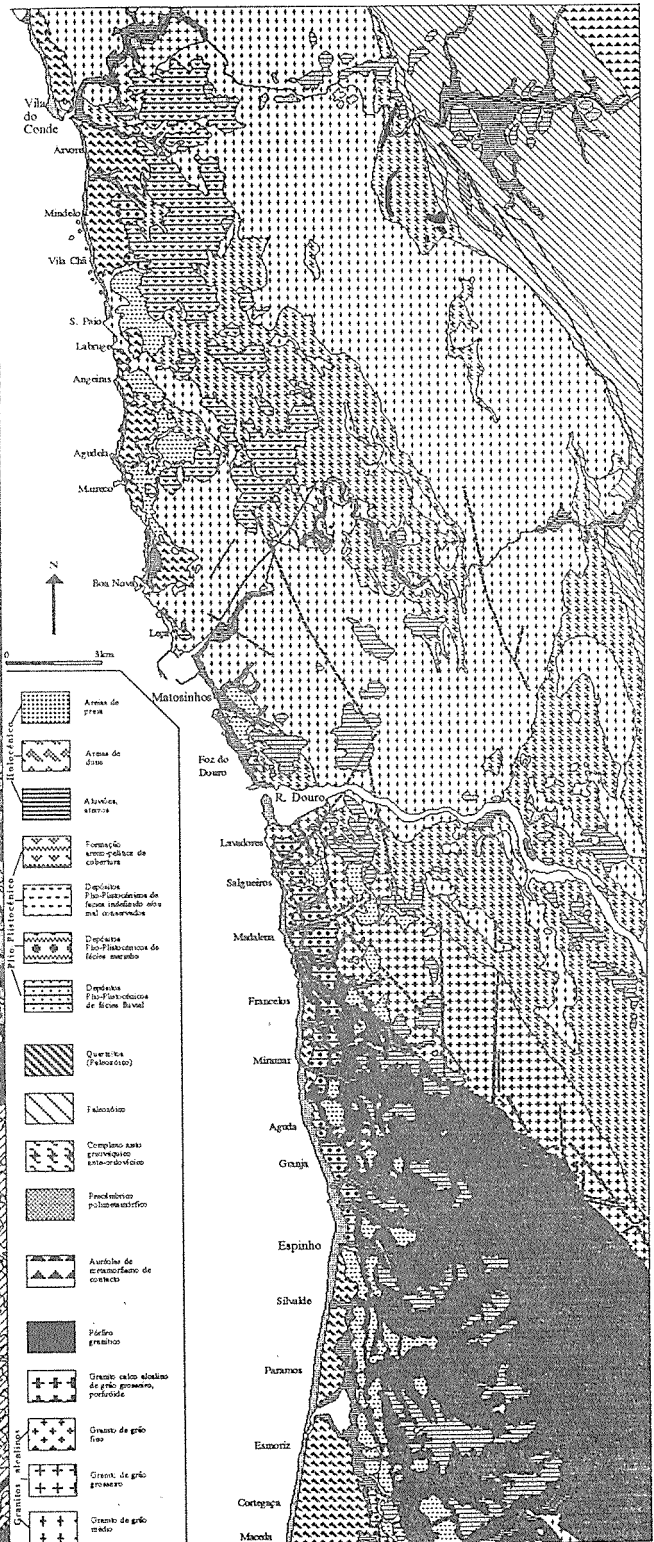 Vila
do
Conde
Arvore
Mindelo
Vila Chã
S. Paio
Labruge
Angeiras
Agudela
Marreco
N
Boa Nova
Leça
0 3km
Matosinhos
Foz do
Douro
R. Douro
Lavadores
Salgueiros
Madalena
Francelos
Miramar
Aguda
Granja
Espinho
Silvalde
Paramos
Esmoriz
Cortegaça
Maceda
Holocénico
Areias de
praia
Areias de
duna
Aluviões,
aterros
Plio Plistocénico
Formação
areno-pelítica de
cobertura
Depósitos
Plio-Plistocénicos de
fácies indefinido e/ou
mal conservados
Depósitos
Plio-Plistocénicos de
fácies marinho
Depósitos
Plio-Plistocénicos
de fácies fluvial
Quartzitos
(Paleozóico)
Paleozóico
Complexo xisto
grauváquico
ante-ordovícico
Precâmbrico
polimetamórfico
Auréolas de
metamorfismo de
contacto
Pórfiro
granítico
Granito calco alcalino
de grão grosseiro,
porfiróide
Granitos alcalinos
Granito de grão
fino
Granito de grão
grosseiro
Granito de grão
médio